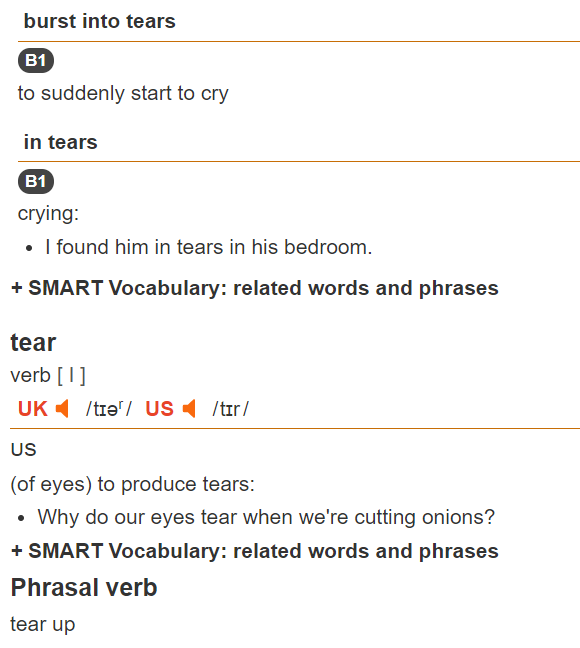 burst into tears
B1
to suddenly start to cry
in tears
B1
crying:
• I found him in tears in his bedroom.
+ SMART Vocabulary: related words and phrases
tear
verb [ I ]
UK /tɪəʳ/ US /tɪr/
US
(of eyes) to produce tears:
• Why do our eyes tear when we're cutting onions?
+ SMART Vocabulary: related words and phrases
Phrasal verb
tear up